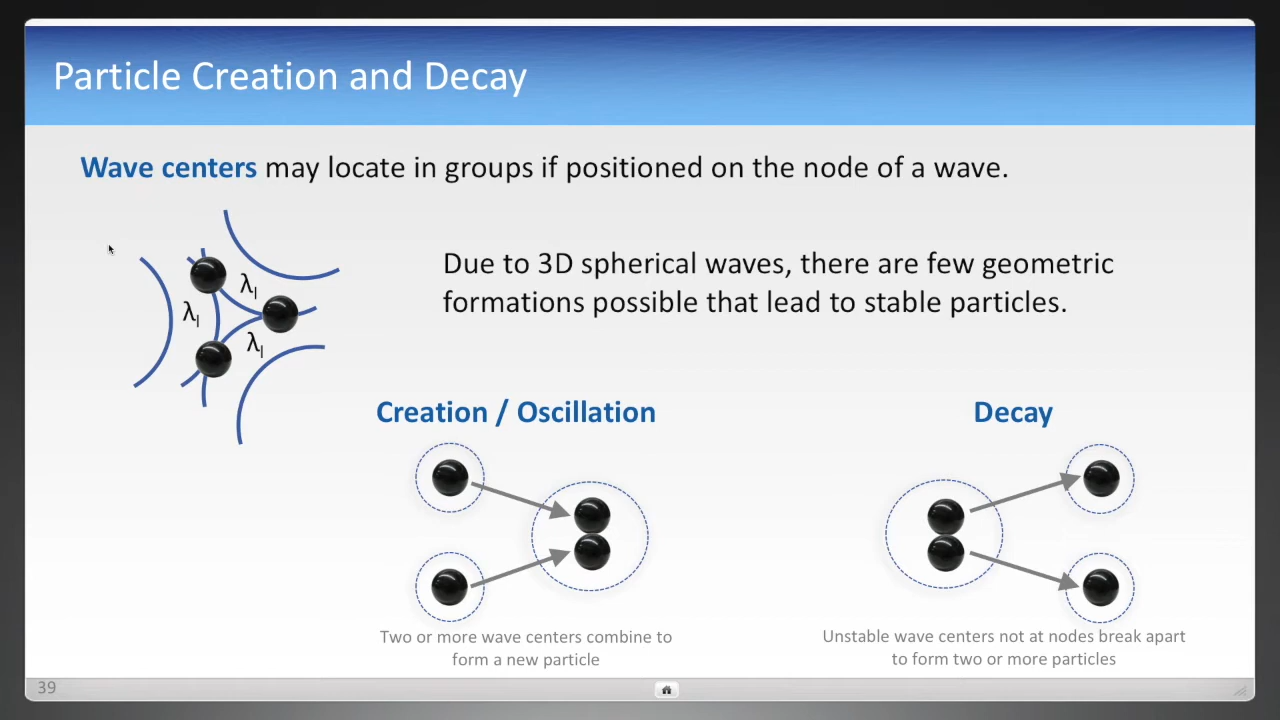 Particle Creation and Decay
Wave centers may locate in groups if positioned on the node of a wave.
λl
λl
λl
Due to 3D spherical waves, there are few geometric
formations possible that lead to stable particles.
Creation / Oscillation
Decay
Two or more wave centers combine to
form a new particle
Unstable wave centers not at nodes break apart
to form two or more particles
39